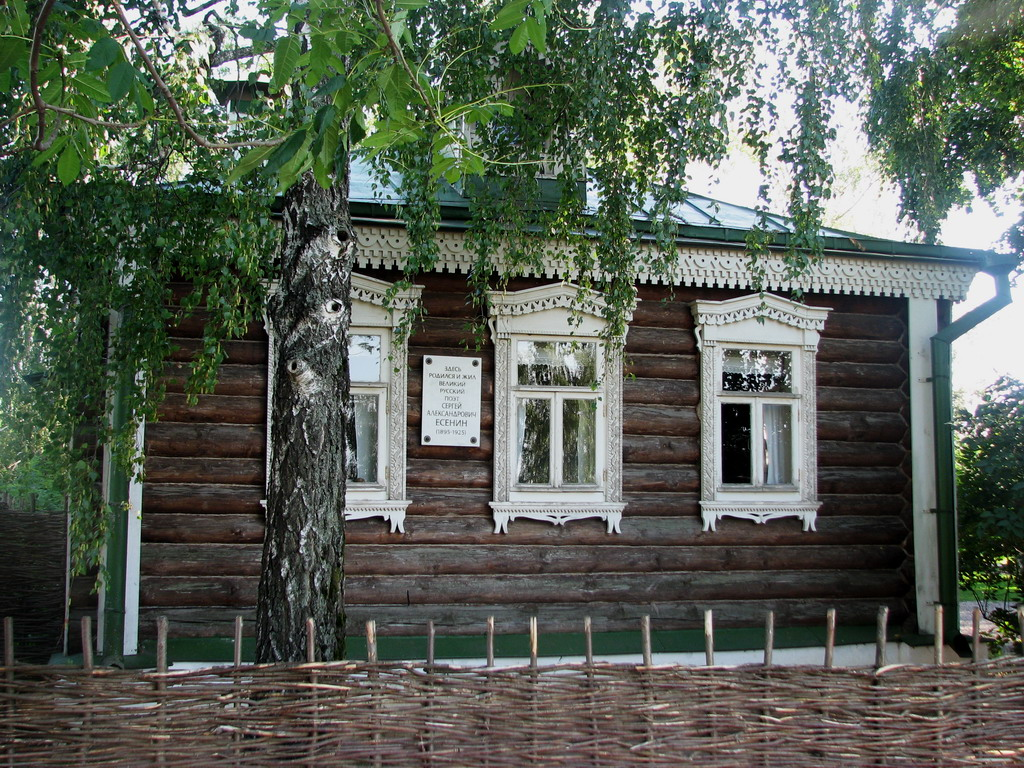 ЗДЕСЬ
РОДИЛСЯ И ЖИЛ
ВЕЛИКИЙ
РУССКИЙ
ПОЭТ
СЕРГЕЙ
АЛЕКСАНДРОВИЧ
ЕСЕНИН
(1895-1925)